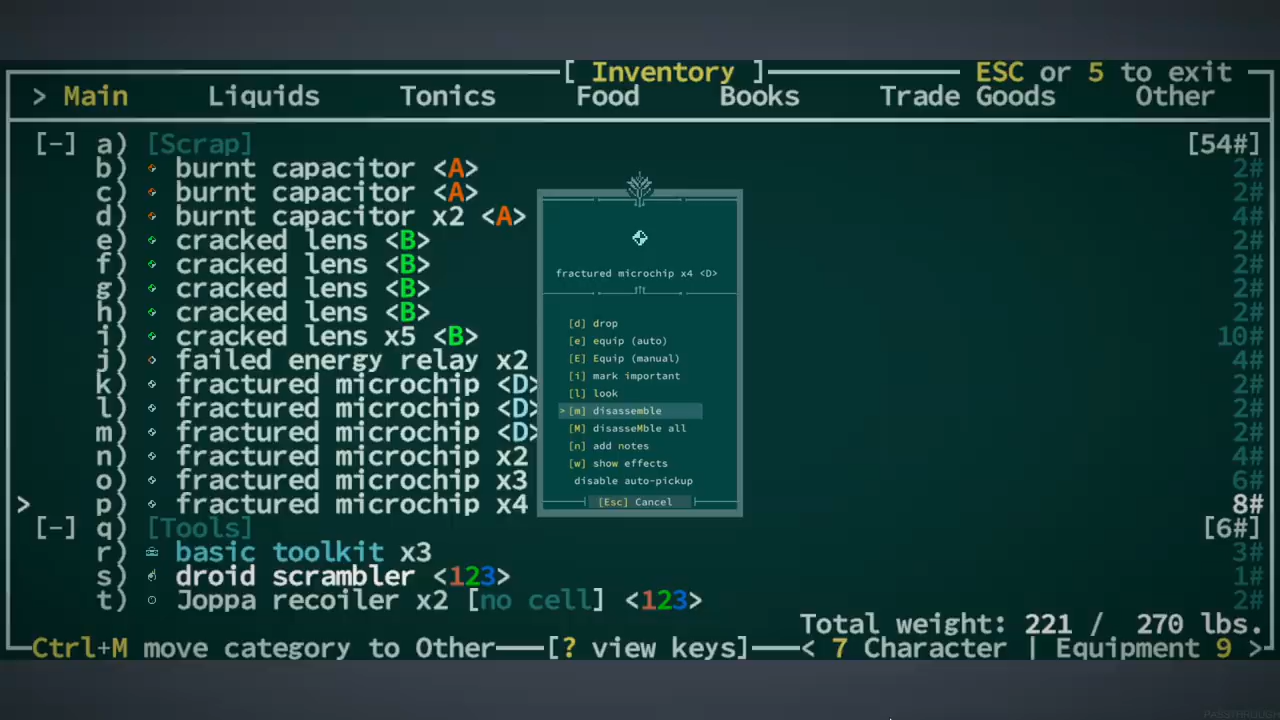 [ Inventory ] ESC or 5 to exit
> Main Liquids Tonics Food Books Trade Goods Other
[-] a) [Scrap] [54#]
b) burnt capacitor <A> 2#
c) burnt capacitor <A> 2#
d) burnt capacitor x2 <A> 4#
e) cracked lens <B> 2#
f) cracked lens <B> 2#
g) cracked lens <B> 2#
h) cracked lens <B> 2#
i) cracked lens x5 <B> 10#
j) failed energy relay x2 4#
k) fractured microchip <D> 2#
l) fractured microchip <D> 2#
m) fractured microchip <D> 2#
n) fractured microchip x2 4#
o) fractured microchip x3 6#
> p) fractured microchip x4 8#
[-] q) [Tools] [6#]
r) basic toolkit x3 3#
s) droid scrambler <123> 1#
t) Joppa recoiler x2 [no cell] <123> 2#
Total weight: 221 / 270 lbs.
Ctrl+M move category to Other [? view keys] < 7 Character | Equipment 9 >
fractured microchip x4 <D>
[d] drop
[e] equip (auto)
[E] Equip (manual)
[i] mark important
[l] look
> [m] disassemble
[M] disasseMble all
[n] add notes
[w] show effects
disable auto-pickup
[Esc] Cancel